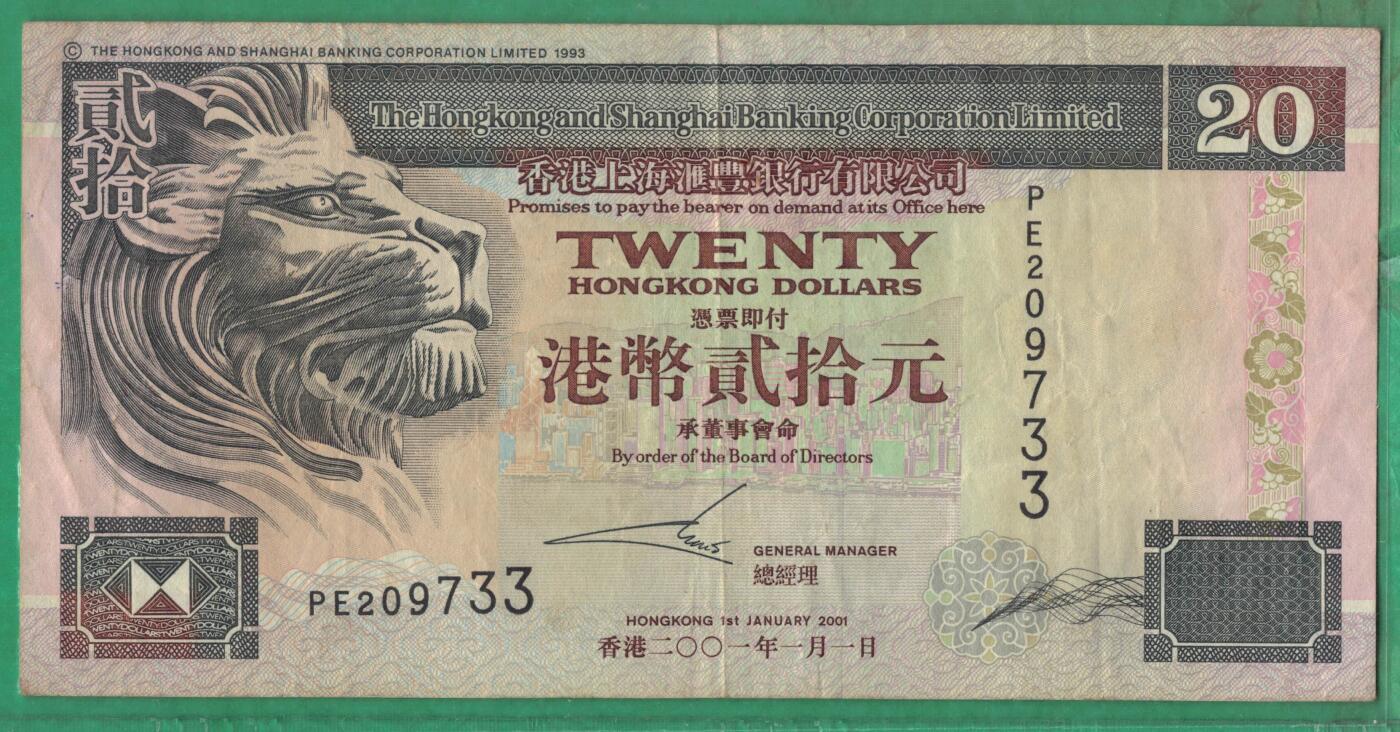 © THE HONGKONG AND SHANGHAI BANKING CORPORATION LIMITED 1993
貳拾
The Hongkong and Shanghai Banking Corporation Limited
20
香港上海滙豐銀行有限公司
Promises to pay the bearer on demand at its Office here
TWENTY
HONGKONG DOLLARS
憑票即付
港幣貳拾元
承董事會命
By order of the Board of Directors
PE209733
GENERAL MANAGER
總經理
PE209733
HONGKONG 1st JANUARY 2001
香港二〇〇一年一月一日